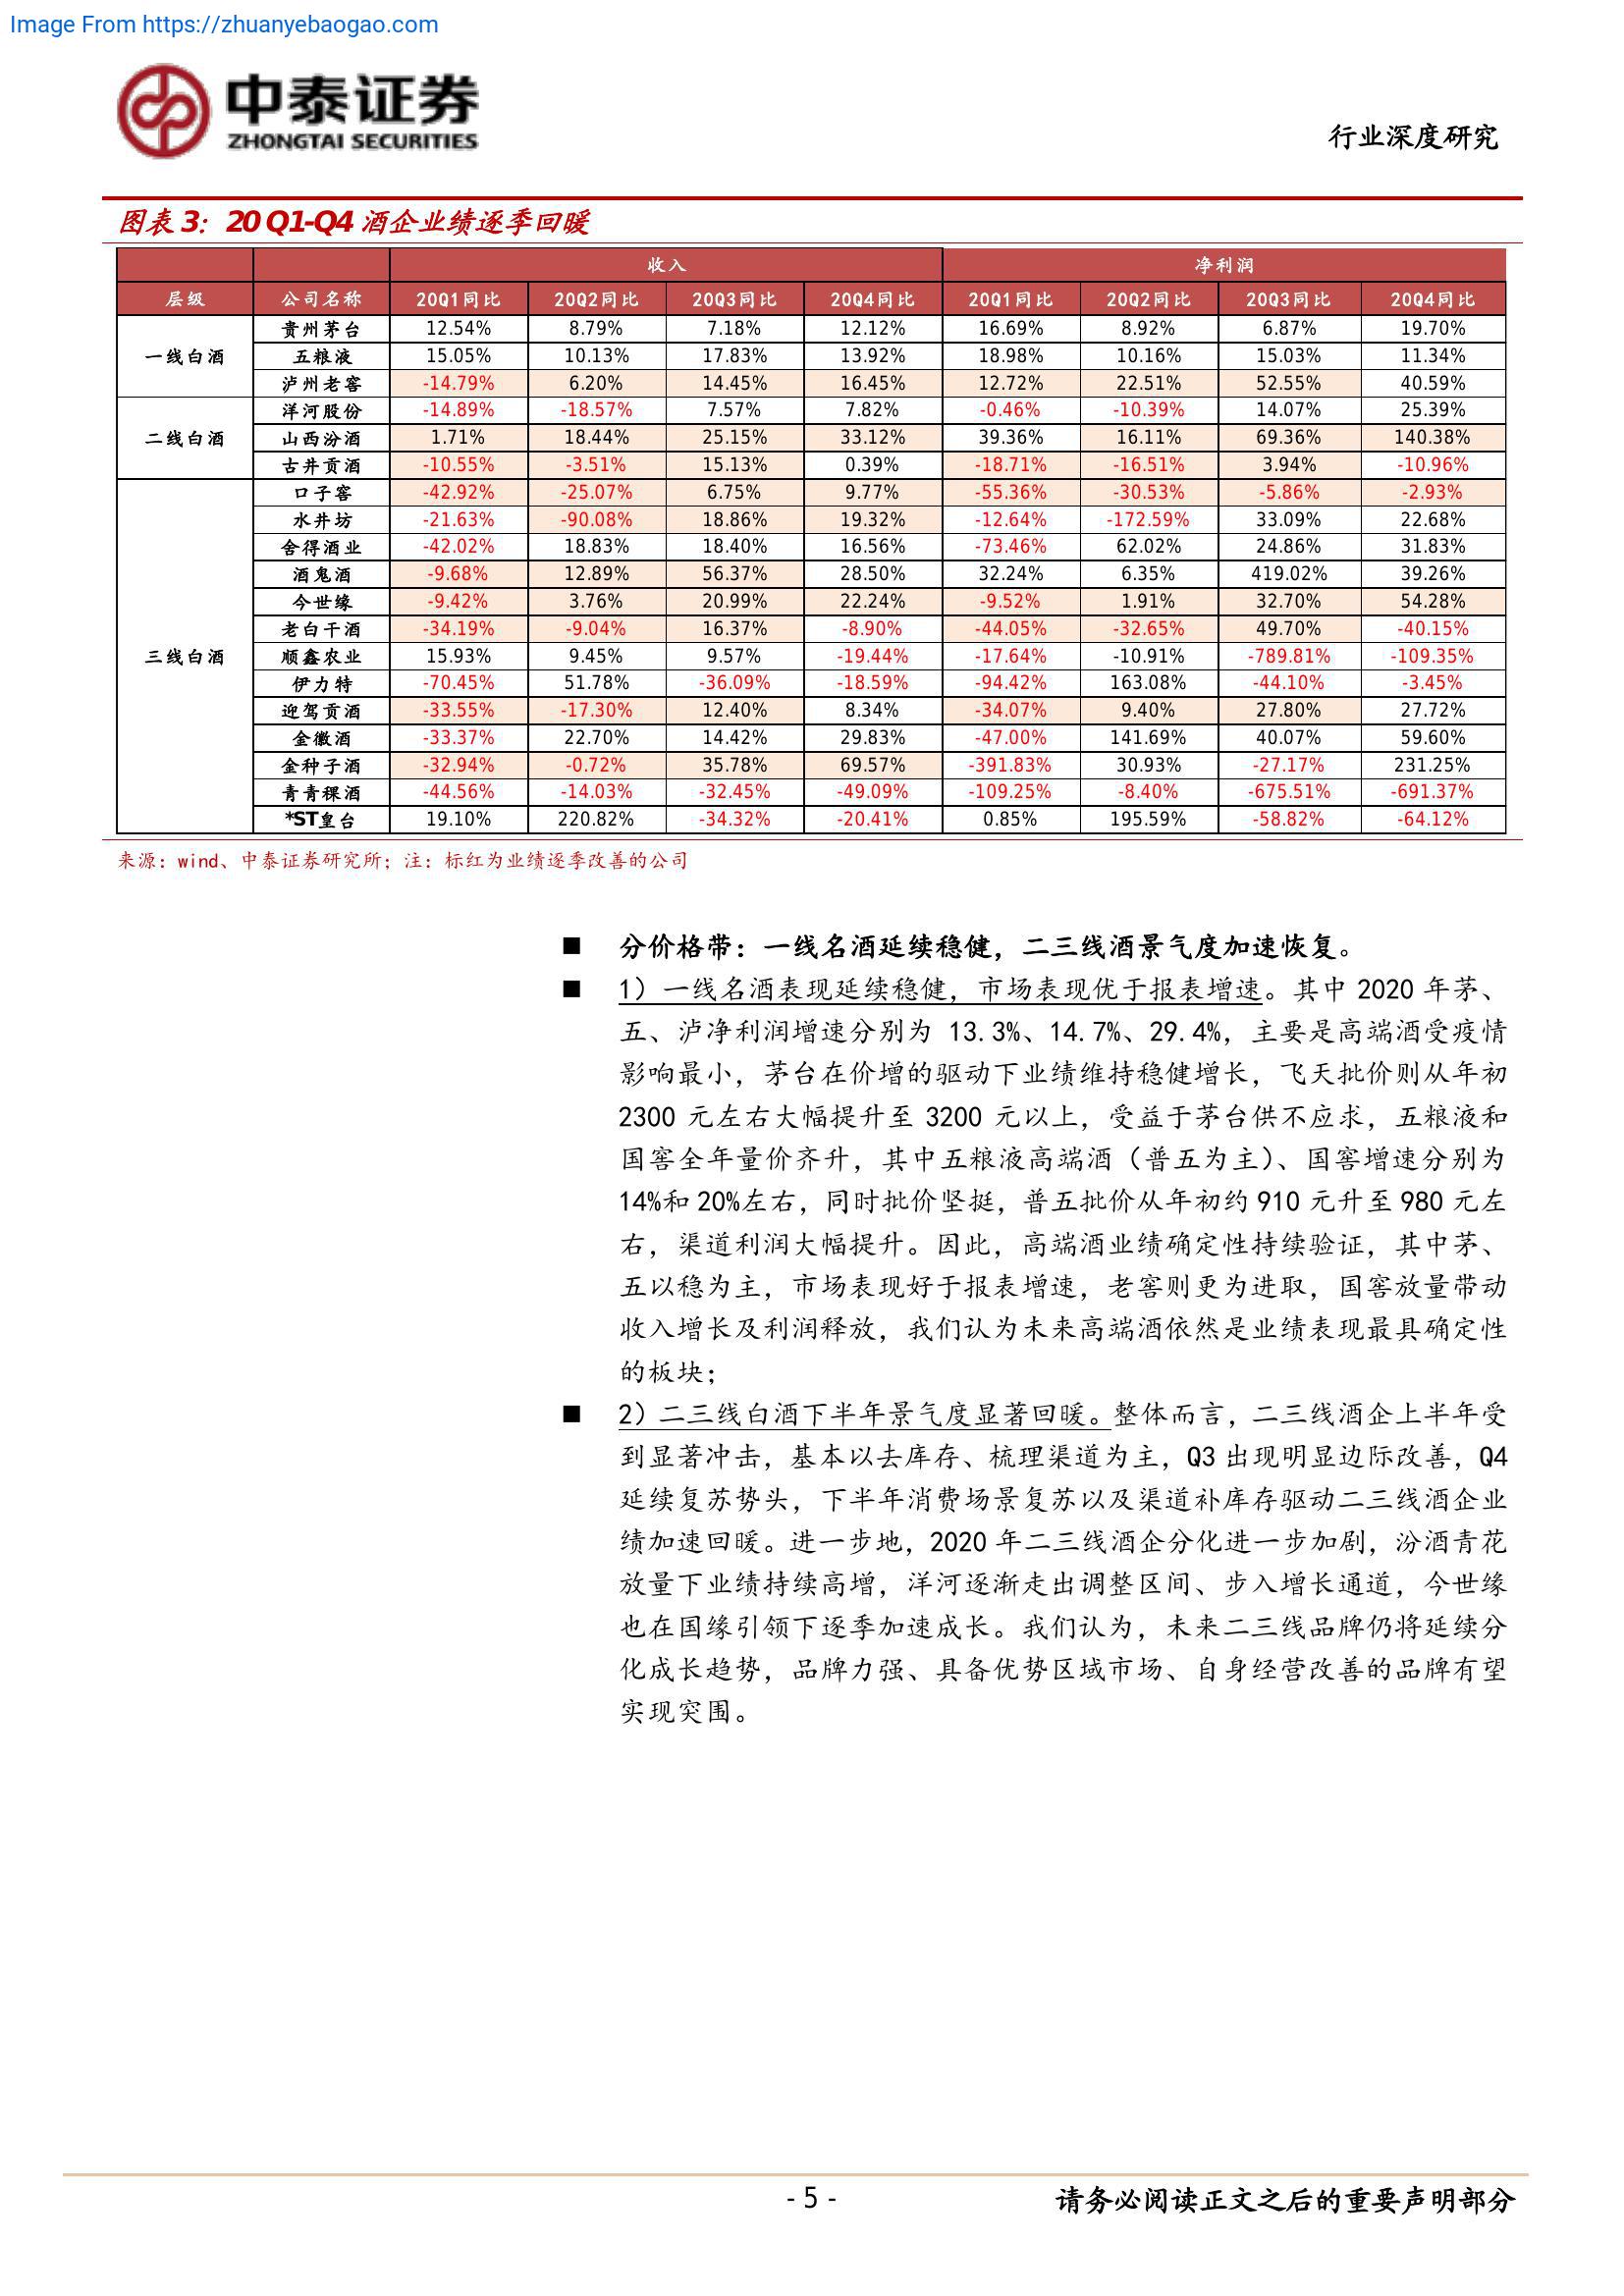 Image From https://zhuanyebaogao.com
中泰证券
ZHONGTAI SECURITIES
行业深度研究
图表 3：20 Q1-Q4 酒企业绩逐季回暖
收入 净利润
层级 公司名称 20Q1同比 20Q2同比 20Q3同比 20Q4同比 20Q1同比 20Q2同比 20Q3同比 20Q4同比
一线白酒
贵州茅台 12.54% 8.79% 7.18% 12.12% 16.69% 8.92% 6.87% 19.70%
五粮液 15.05% 10.13% 17.83% 13.92% 18.98% 10.16% 15.03% 11.34%
泸州老窖 -14.79% 6.20% 14.45% 16.45% 12.72% 22.51% 52.55% 40.59%
二线白酒
洋河股份 -14.89% -18.57% 7.57% 7.82% -0.46% -10.39% 14.07% 25.39%
山西汾酒 1.71% 18.44% 25.15% 33.12% 39.36% 16.11% 69.36% 140.38%
古井贡酒 -10.55% -3.51% 15.13% 0.39% -18.71% -16.51% 3.94% -10.96%
三线白酒
口子窖 -42.92% -25.07% 6.75% 9.77% -55.36% -30.53% -5.86% -2.93%
水井坊 -21.63% -90.08% 18.86% 19.32% -12.64% -172.59% 33.09% 22.68%
舍得酒业 -42.02% 18.83% 18.40% 16.56% -73.46% 62.02% 24.86% 31.83%
酒鬼酒 -9.68% 12.89% 56.37% 28.50% 32.24% 6.35% 419.02% 39.26%
今世缘 -9.42% 3.76% 20.99% 22.24% -9.52% 1.91% 32.70% 54.28%
老白干酒 -34.19% -9.04% 16.37% -8.90% -44.05% -32.65% 49.70% -40.15%
顺鑫农业 15.93% 9.45% 9.57% -19.44% -17.64% -10.91% -789.81% -109.35%
伊力特 -70.45% 51.78% -36.09% -18.59% -94.42% 163.08% -44.10% -3.45%
迎驾贡酒 -33.55% -17.30% 12.40% 8.34% -34.07% 9.40% 27.80% 27.72%
金徽酒 -33.37% 22.70% 14.42% 29.83% -47.00% 141.69% 40.07% 59.60%
金种子酒 -32.94% -0.72% 35.78% 69.57% -391.83% 30.93% -27.17% 231.25%
青青稞酒 -44.56% -14.03% -32.45% -49.09% -109.25% -8.40% -675.51% -691.37%
*ST皇台 19.10% 220.82% -34.32% -20.41% 0.85% 195.59% -58.82% -64.12%
来源：wind、中泰证券研究所；注：标红为业绩逐季改善的公司
■ 分价格带：一线名酒延续稳健，二三线酒景气度加速恢复。
■ 1）一线名酒表现延续稳健，市场表现优于报表增速。其中 2020 年茅、
五、泸净利润增速分别为 13.3%、14.7%、29.4%，主要是高端酒受疫情
影响最小，茅台在价增的驱动下业绩维持稳健增长，飞天批价则从年初
2300 元左右大幅提升至 3200 元以上，受益于茅台供不应求，五粮液和
国窖全年量价齐升，其中五粮液高端酒（普五为主）、国窖增速分别为
14%和 20%左右，同时批价坚挺，普五批价从年初约 910 元升至 980 元左
右，渠道利润大幅提升。因此，高端酒业绩确定性持续验证，其中茅、
五以稳为主，市场表现好于报表增速，老窖则更为进取，国窖放量带动
收入增长及利润释放，我们认为未来高端酒依然是业绩表现最具确定性
的板块；
■ 2）二三线白酒下半年景气度显著回暖。整体而言，二三线酒企上半年受
到显著冲击，基本以去库存、梳理渠道为主，Q3 出现明显边际改善，Q4
延续复苏势头，下半年消费场景复苏以及渠道补库存驱动二三线酒企业
绩加速回暖。进一步地，2020 年二三线酒企分化进一步加剧，汾酒青花
放量下业绩持续高增，洋河逐渐走出调整区间、步入增长通道，今世缘
也在国缘引领下逐季加速成长。我们认为，未来二三线品牌仍将延续分
化成长趋势，品牌力强、具备优势区域市场、自身经营改善的品牌有望
实现突围。
- 5 -
请务必阅读正文之后的重要声明部分